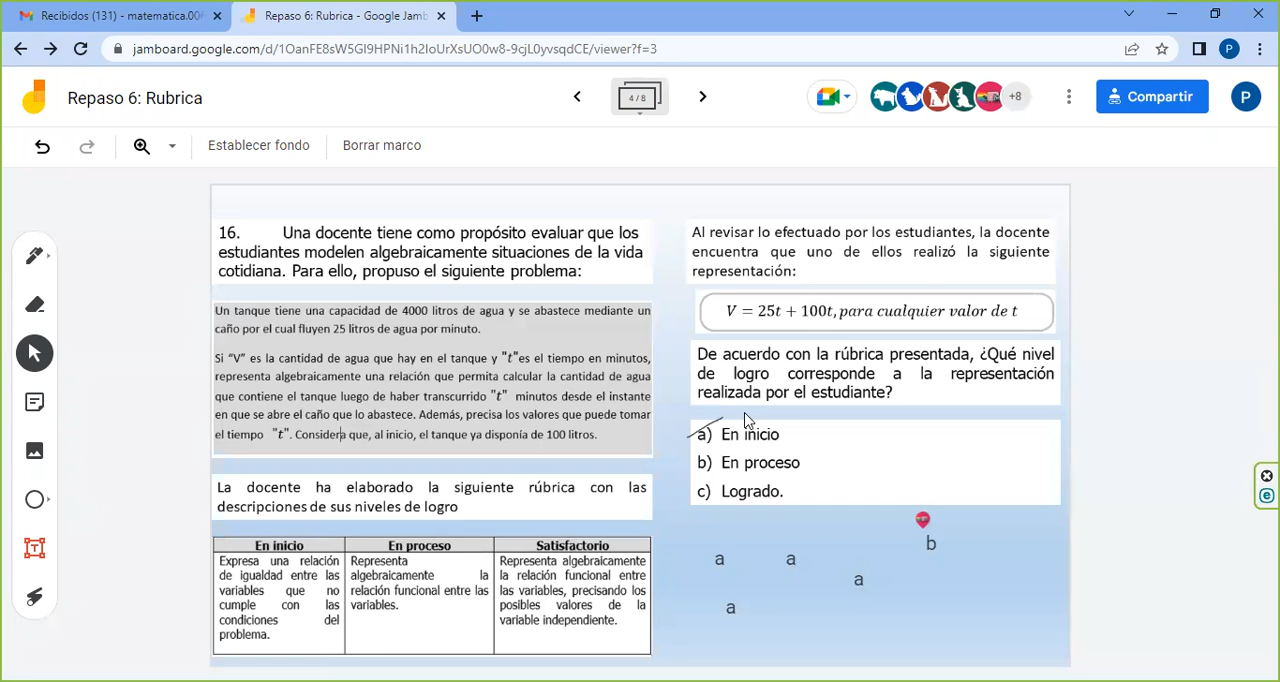 Recibidos (131) - matematica.00
Repaso 6: Rubrica - Google Jamb
jamboard.google.com/d/1OanFE8sW5GI9HPNi1h2IoUrXsUO0w8-9cjL0yvsqdCE/viewer?f=3
P
Repaso 6: Rubrica
4 / 8
+8
Compartir
P
Establecer fondo
Borrar marco
16. Una docente tiene como propósito evaluar que los
estudiantes modelen algebraicamente situaciones de la vida
cotidiana. Para ello, propuso el siguiente problema:
Un tanque tiene una capacidad de 4000 litros de agua y se abastece mediante un
caño por el cual fluyen 25 litros de agua por minuto.
Si "V" es la cantidad de agua que hay en el tanque y "t"es el tiempo en minutos,
representa algebraicamente una relación que permita calcular la cantidad de agua
que contiene el tanque luego de haber transcurrido "t" minutos desde el instante
en que se abre el caño que lo abastece. Además, precisa los valores que puede tomar
el tiempo "t". Considera que, al inicio, el tanque ya disponía de 100 litros.
La docente ha elaborado la siguiente rúbrica con las
descripciones de sus niveles de logro
En inicio
En proceso
Satisfactorio
Expresa una relación
de igualdad entre las
variables que no
cumple con las
condiciones del
problema.
Representa
algebraicamente la
relación funcional entre las
variables.
Representa algebraicamente
la relación funcional entre
las variables, precisando los
posibles valores de la
variable independiente.
Al revisar lo efectuado por los estudiantes, la docente
encuentra que uno de ellos realizó la siguiente
representación:
V = 25t + 100t, para cualquier valor de t
De acuerdo con la rúbrica presentada, ¿Qué nivel
de logro corresponde a la representación
realizada por el estudiante?
a) En inicio
b) En proceso
c) Logrado.
b
a
a
a
a